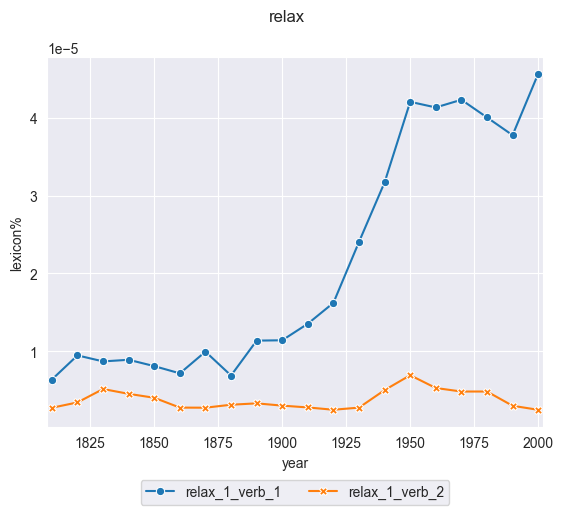 relax
1e−5
4
3
2
1
lexicon%
1825 1850 1875 1900 1925 1950 1975 2000
year
relax_1_verb_1 relax_1_verb_2